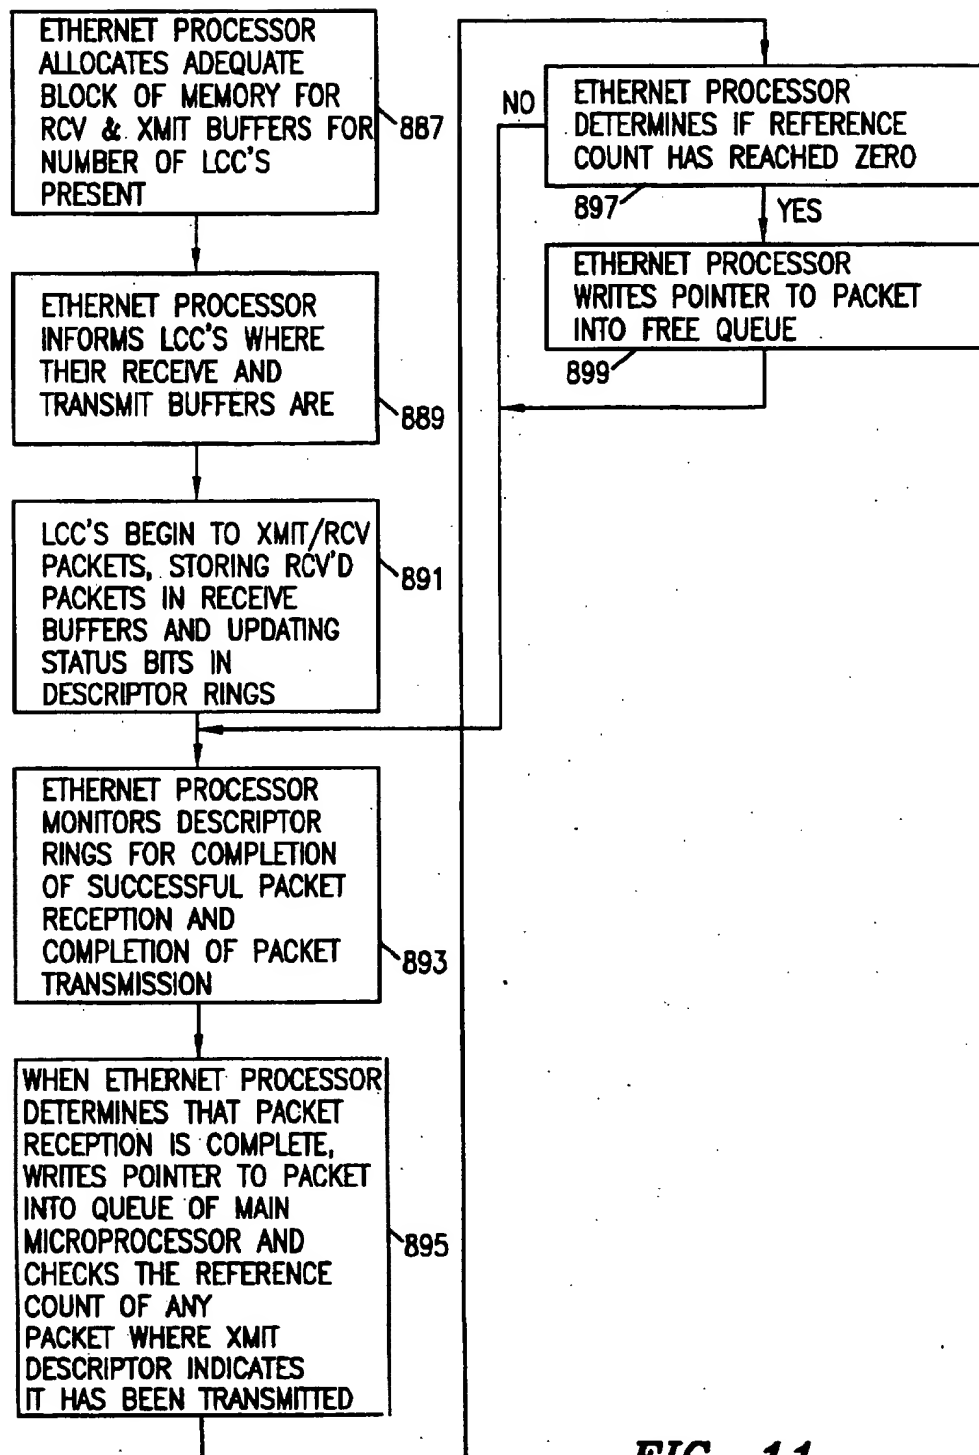 ETHERNET PROCESSOR
ALLOCATES ADEQUATE
BLOCK OF MEMORY FOR
RCV & XMIT BUFFERS FOR
NUMBER OF LCC'S
PRESENT
887
ETHERNET PROCESSOR
INFORMS LCC'S WHERE
THEIR RECEIVE AND
TRANSMIT BUFFERS ARE
889
LCC'S BEGIN TO XMIT/RCV
PACKETS, STORING RCV'D
PACKETS IN RECEIVE
BUFFERS AND UPDATING
STATUS BITS IN
DESCRIPTOR RINGS
891
ETHERNET PROCESSOR
MONITORS DESCRIPTOR
RINGS FOR COMPLETION
OF SUCCESSFUL PACKET
RECEPTION AND
COMPLETION OF PACKET
TRANSMISSION
893
WHEN ETHERNET PROCESSOR
DETERMINES THAT PACKET
RECEPTION IS COMPLETE,
WRITES POINTER TO PACKET
INTO QUEUE OF MAIN
MICROPROCESSOR AND
CHECKS THE REFERENCE
COUNT OF ANY
PACKET WHERE XMIT
DESCRIPTOR INDICATES
IT HAS BEEN TRANSMITTED
895
NO
ETHERNET PROCESSOR
DETERMINES IF REFERENCE
COUNT HAS REACHED ZERO
897
YES
ETHERNET PROCESSOR
WRITES POINTER TO PACKET
INTO FREE QUEUE
899
FIG. 11